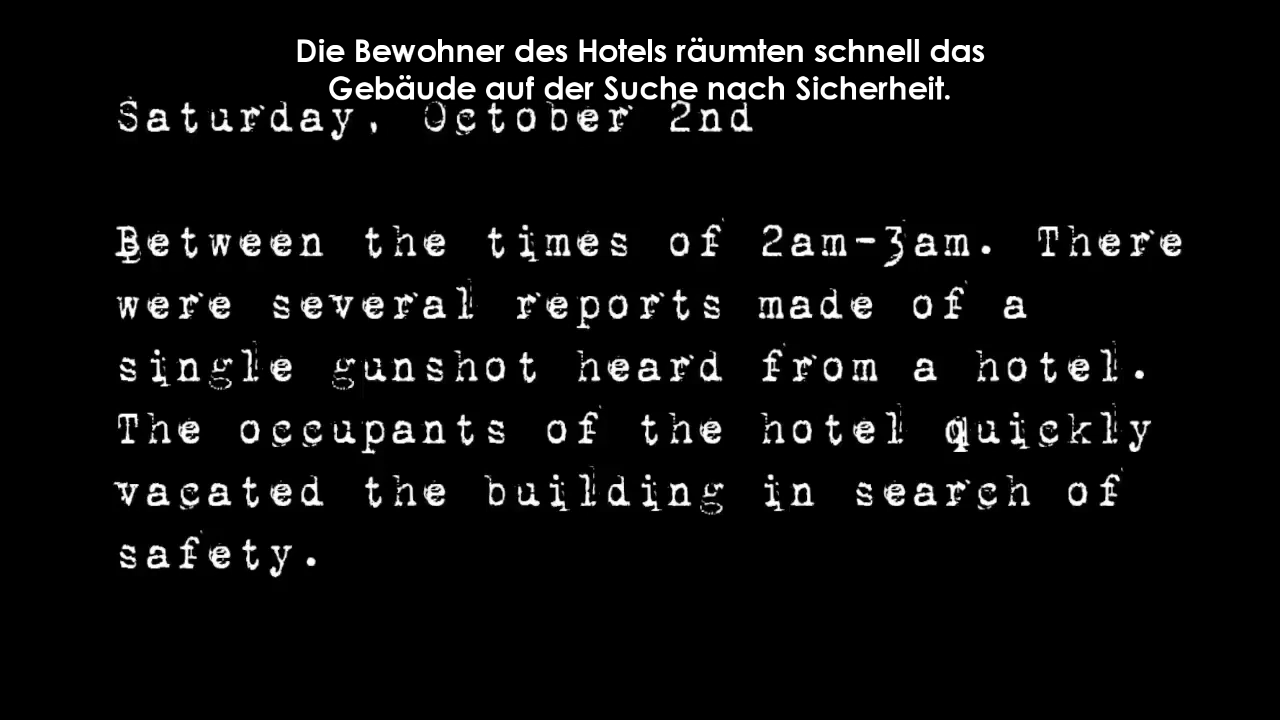 Die Bewohner des Hotels räumten schnell das
Gebäude auf der Suche nach Sicherheit.
Saturday, October 2nd
Between the times of 2am-3am. There
were several reports made of a
single gunshot heard from a hotel.
The occupants of the hotel quickly
vacated the building in search of
safety.